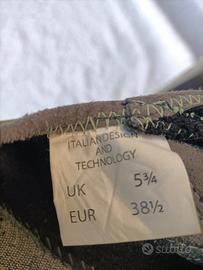 ITALIAN DESIGN
AND
TECHNOLOGY
UK 5¾
EUR 38½
subito